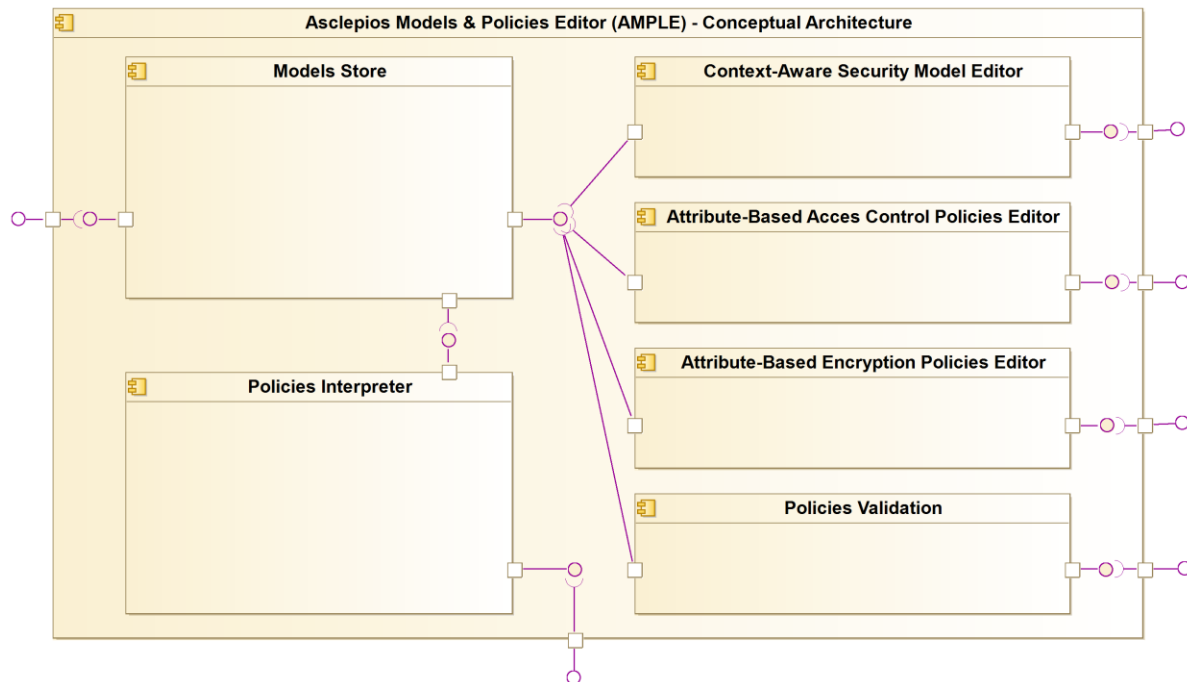 Asclepios Models & Policies Editor (AMPLE) - Conceptual Architecture
Models Store
Context-Aware Security Model Editor
Attribute-Based Acces Control Policies Editor
Attribute-Based Encryption Policies Editor
Policies Interpreter
Policies Validation